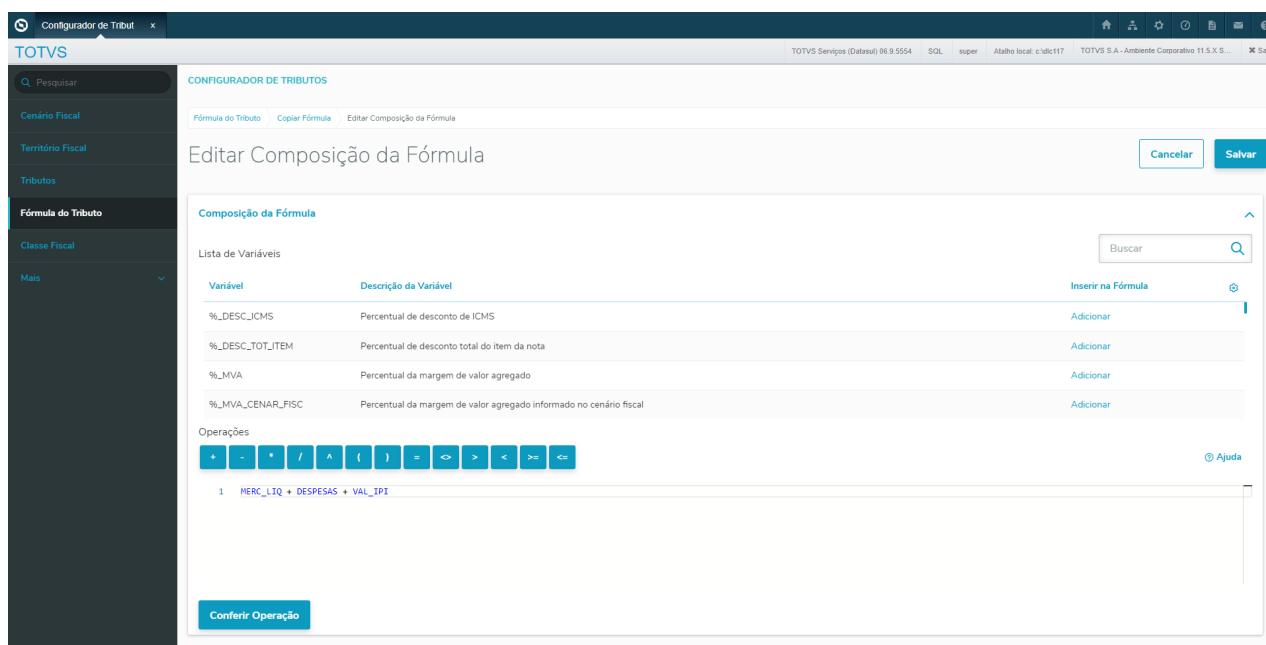 Configurador de Tribut x
TOTVS
TOTVS Serviços (Datasul) 06.9.5554 SQL super Atalho local: c:\dlc117 TOTVS S.A - Ambiente Corporativo 11.5.X S... ✖ Sa
Pesquisar
Cenário Fiscal
Território Fiscal
Tributos
Fórmula do Tributo
Classe Fiscal
Mais
CONFIGURADOR DE TRIBUTOS
Fórmula do Tributo Copiar Fórmula Editar Composição da Fórmula
Editar Composição da Fórmula
Cancelar Salvar
Composição da Fórmula
Lista de Variáveis
Buscar
Variável Descrição da Variável Inserir na Fórmula
%_DESC_ICMS Percentual de desconto de ICMS Adicionar
%_DESC_TOT_ITEM Percentual de desconto total do item da nota Adicionar
%_MVA Percentual da margem de valor agregado Adicionar
%_MVA_CENAR_FISC Percentual da margem de valor agregado informado no cenário fiscal Adicionar
Operações
+ - * / ^ ( ) = <> > < >= <=
Ajuda
1 MERC_LIQ + DESPESAS + VAL_IPI
Conferir Operação